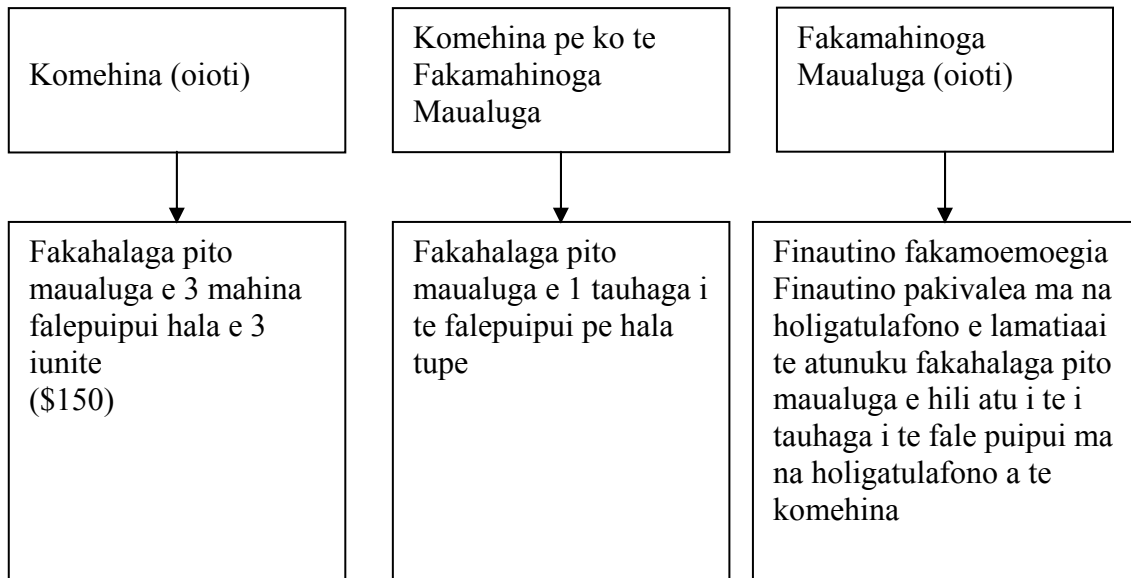 Komehina (oioti)
Komehina pe ko te
Fakamahinoga
Maualuga
Fakamahinoga
Maualuga (oioti)
Fakahalaga pito
maualuga e 3 mahina
falepuipui hala e 3
iunite
($150)
Fakahalaga pito
maualuga e 1 tauhaga i
te falepuipui pe hala
tupe
Finautino fakamoemoegia
Finautino pakivalea ma na
holigatulafono e lamatiaai
te atunuku fakahalaga pito
maualuga e hili atu i te i
tauhaga i te fale puipui ma
na holigatulafono a te
komehina